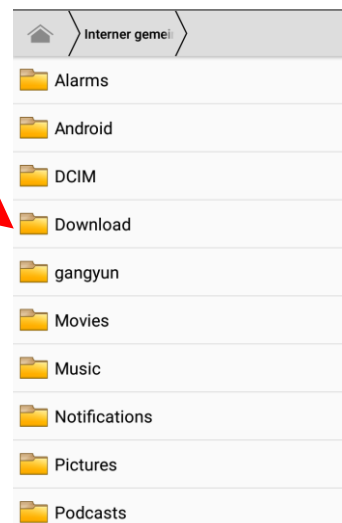 Interner gemei
Alarms
Android
DCIM
Download
gangyun
Movies
Music
Notifications
Pictures
Podcasts